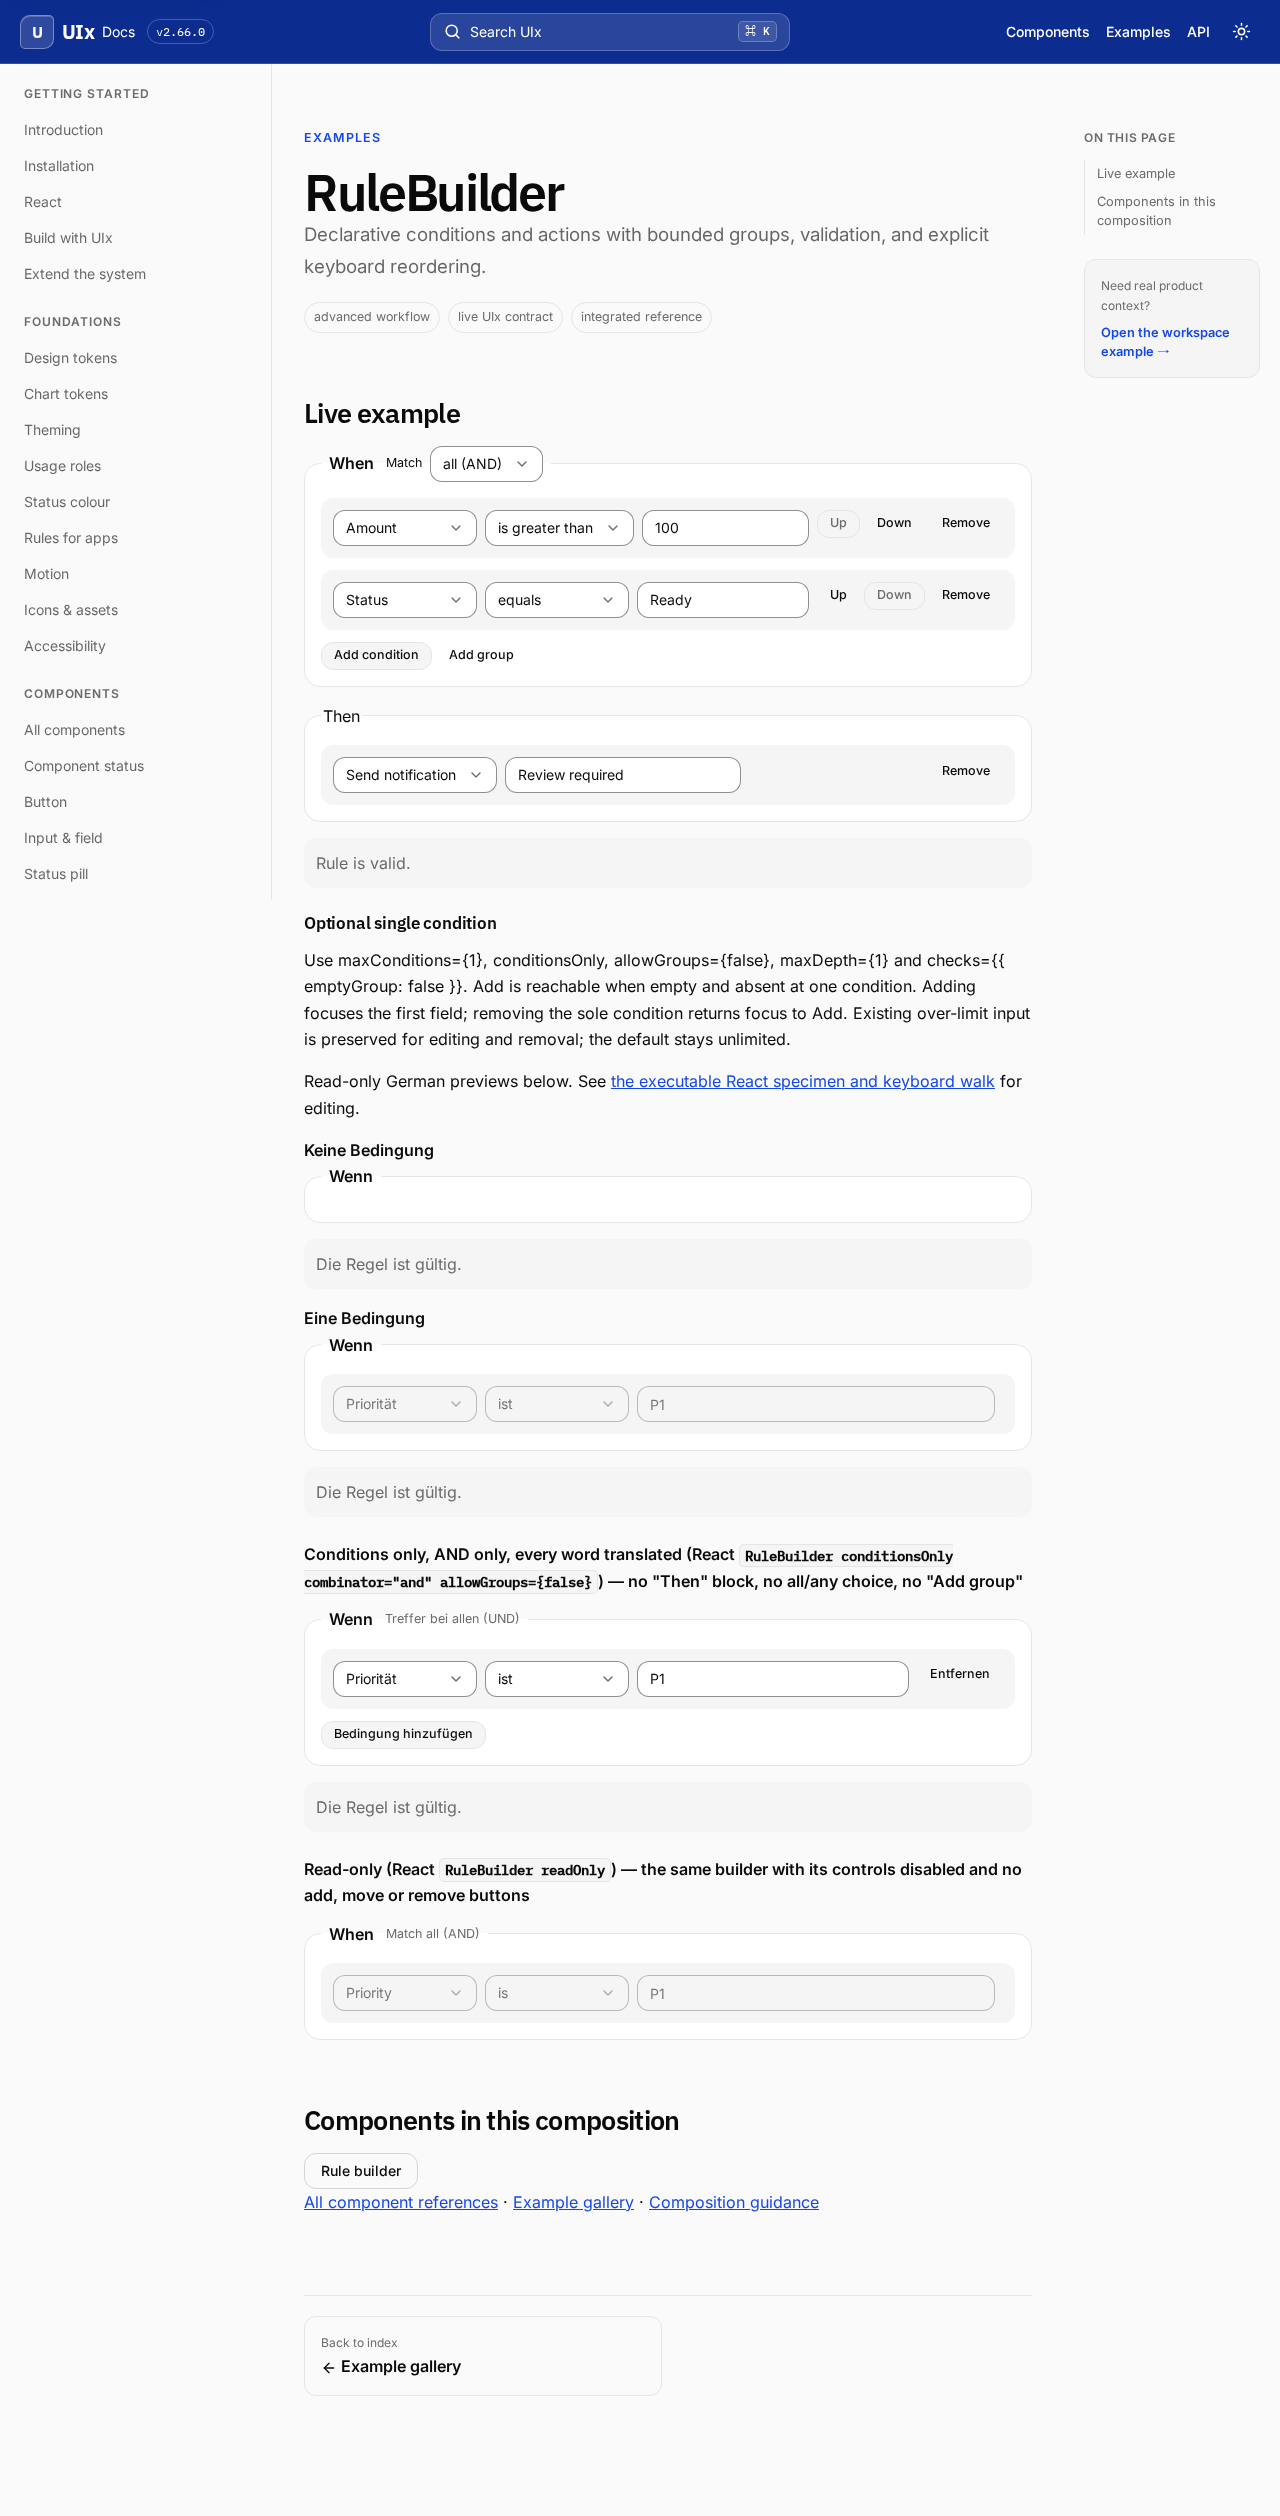 U UIx Docs v2.66.0
Search UIx ⌘ K
Components Examples API
GETTING STARTED
Introduction
Installation
React
Build with UIx
Extend the system
FOUNDATIONS
Design tokens
Chart tokens
Theming
Usage roles
Status colour
Rules for apps
Motion
Icons & assets
Accessibility
COMPONENTS
All components
Component status
Button
Input & field
Status pill
EXAMPLES
RuleBuilder
Declarative conditions and actions with bounded groups, validation, and explicit
keyboard reordering.
advanced workflow live UIx contract integrated reference
Live example
When Match all (AND)
Amount is greater than 100 Up Down Remove
Status equals Ready Up Down Remove
Add condition Add group
Then
Send notification Review required Remove
Rule is valid.
Optional single condition
Use maxConditions={1}, conditionsOnly, allowGroups={false}, maxDepth={1} and checks={{
emptyGroup: false }}. Add is reachable when empty and absent at one condition. Adding
focuses the first field; removing the sole condition returns focus to Add. Existing over-limit input
is preserved for editing and removal; the default stays unlimited.
Read-only German previews below. See the executable React specimen and keyboard walk for
editing.
Keine Bedingung
Wenn
Die Regel ist gültig.
Eine Bedingung
Wenn
Priorität ist P1
Die Regel ist gültig.
Conditions only, AND only, every word translated (React RuleBuilder conditionsOnly
combinator="and" allowGroups={false}) — no "Then" block, no all/any choice, no "Add group"
Wenn Treffer bei allen (UND)
Priorität ist P1 Entfernen
Bedingung hinzufügen
Die Regel ist gültig.
Read-only (React RuleBuilder readOnly) — the same builder with its controls disabled and no
add, move or remove buttons
When Match all (AND)
Priority is P1
Components in this composition
Rule builder
All component references · Example gallery · Composition guidance
Back to index
← Example gallery
ON THIS PAGE
Live example
Components in this
composition
Need real product
context?
Open the workspace
example →